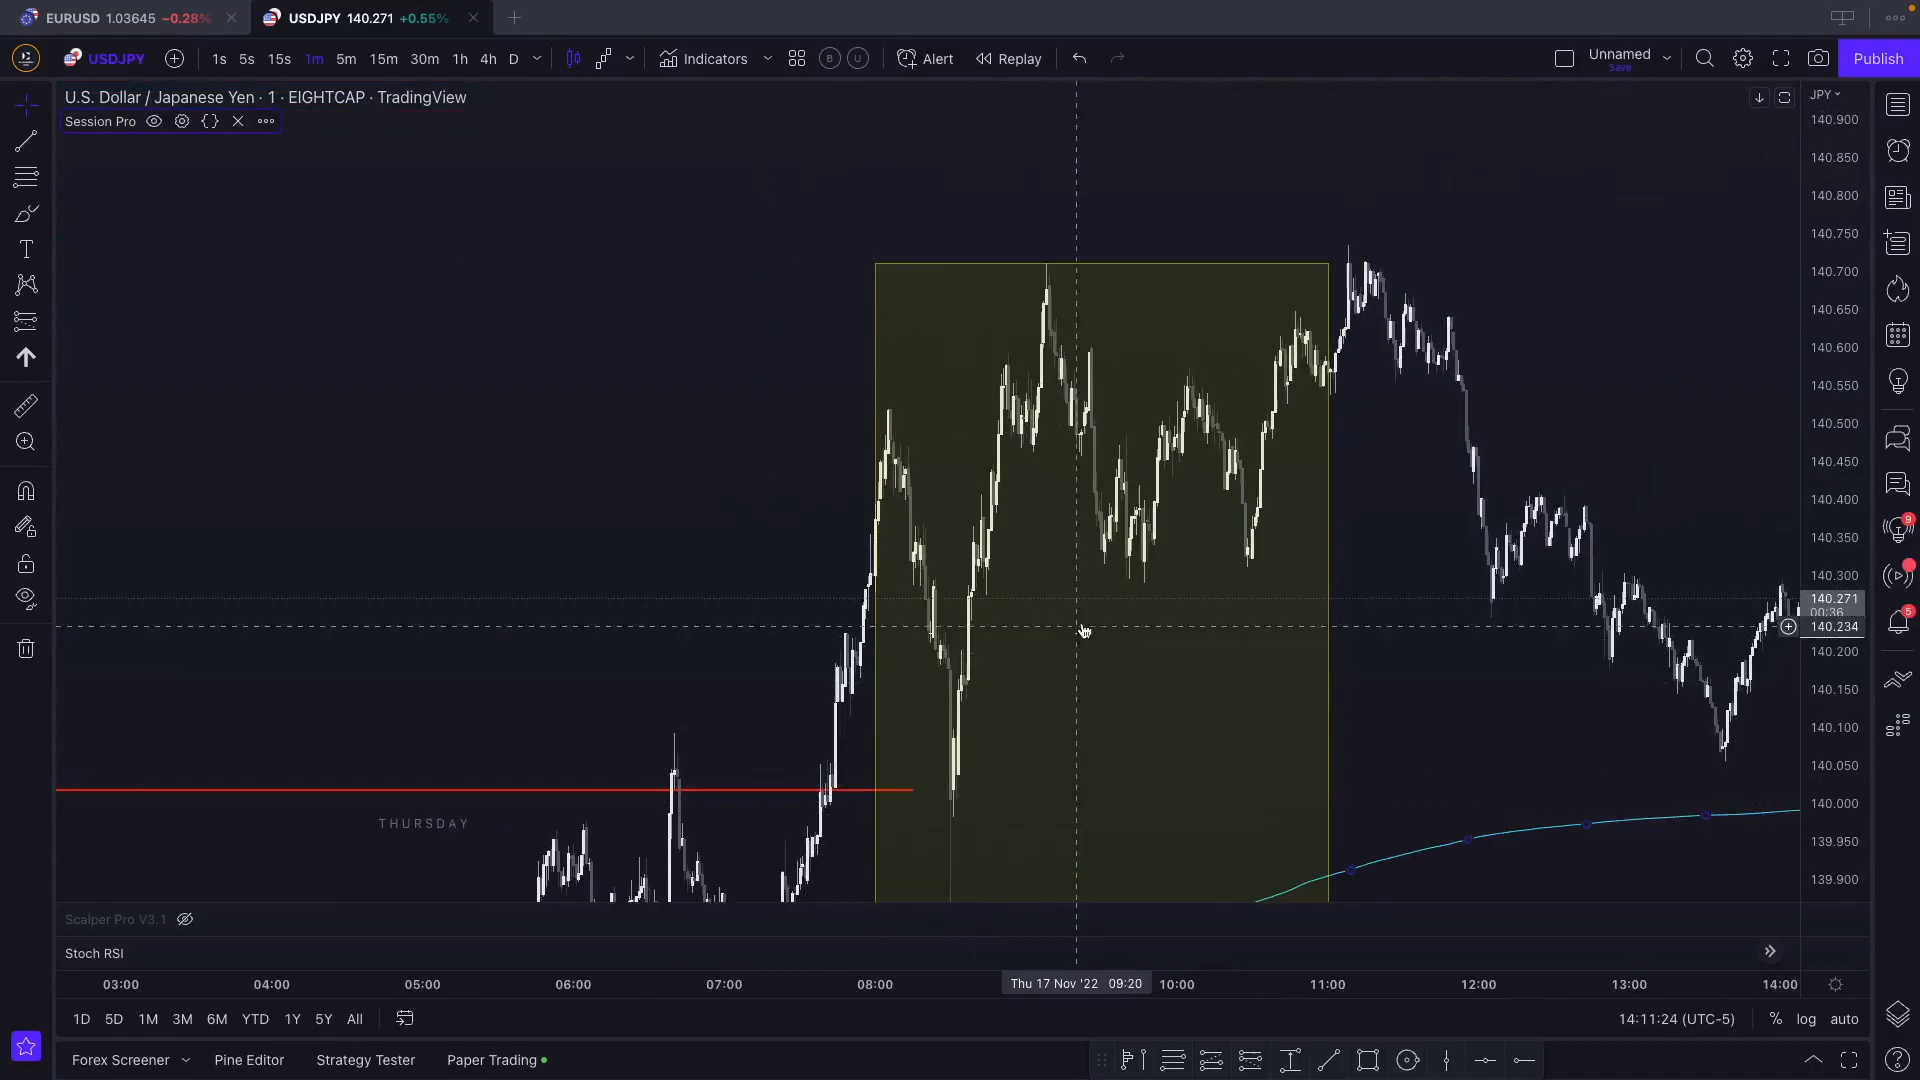 EURUSD 1.03645 −0.28%
USDJPY 140.271 +0.55%
USDJPY
1s 5s 15s 1m 5m 15m 30m 1h 4h D
Indicators
B U
Alert
Replay
Unnamed
Save
Publish
U.S. Dollar / Japanese Yen · 1 · EIGHTCAP · TradingView
Session Pro
JPY
140.900
140.850
140.800
140.750
140.700
140.650
140.600
140.550
140.500
140.450
140.400
140.350
140.300
140.271
00:36
140.234
140.200
140.150
140.100
140.050
140.000
139.950
139.900
9
5
THURSDAY
Scalper Pro V3.1
Stoch RSI
03:00 04:00 05:00 06:00 07:00 08:00 Thu 17 Nov '22 09:20 10:00 11:00 12:00 13:00 14:00
1D 5D 1M 3M 6M YTD 1Y 5Y All
14:11:24 (UTC-5) % log auto
Forex Screener Pine Editor Strategy Tester Paper Trading